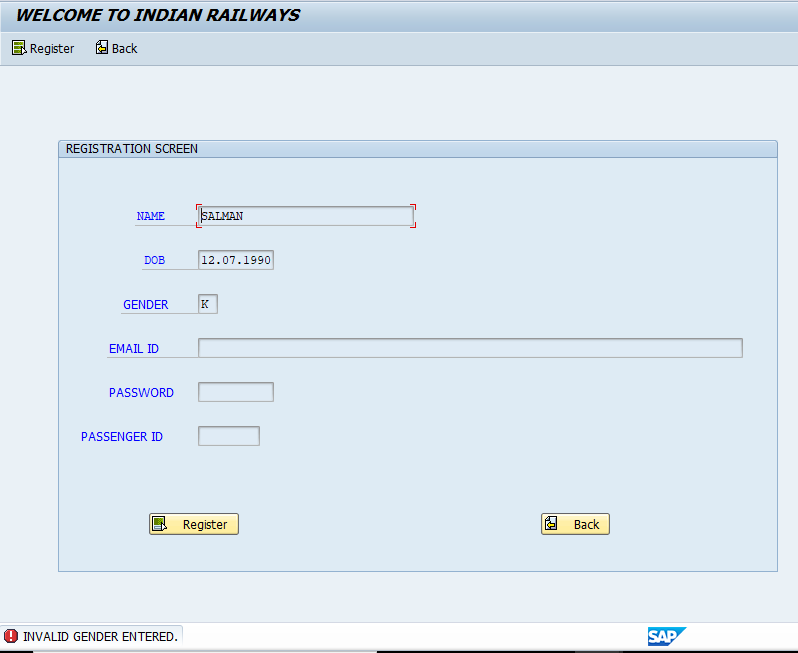 WELCOME TO INDIAN RAILWAYS
Register Back
REGISTRATION SCREEN
NAME SALMAN
DOB 12.07.1990
GENDER K
EMAIL ID
PASSWORD
PASSENGER ID
Register Back
INVALID GENDER ENTERED. SAP